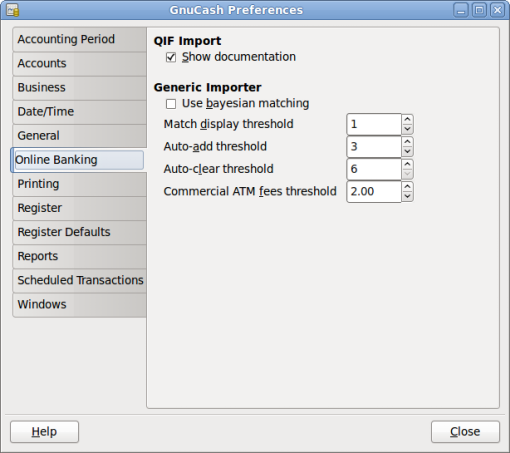 GnuCash Preferences
Accounting Period
Accounts
Business
Date/Time
General
Online Banking
Printing
Register
Register Defaults
Reports
Scheduled Transactions
Windows
QIF Import
Show documentation
Generic Importer
Use bayesian matching
Match display threshold 1
Auto-add threshold 3
Auto-clear threshold 6
Commercial ATM fees threshold 2.00
Help
Close